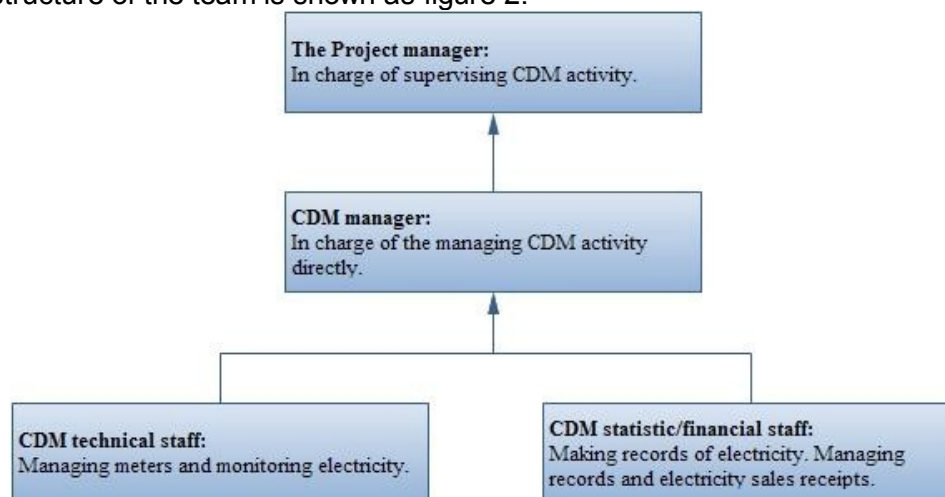 structure of the team is shown as figure 2.
The Project manager:
In charge of supervising CDM activity.
CDM manager:
In charge of the managing CDM activity
directly.
CDM technical staff:
Managing meters and monitoring electricity.
CDM statistic/financial staff:
Making records of electricity. Managing
records and electricity sales receipts.